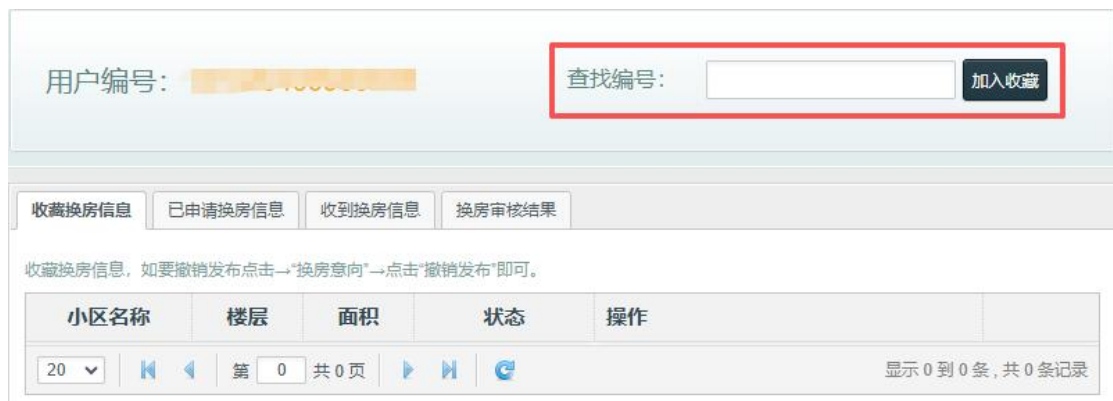 用户编号：
查找编号：
加入收藏
收藏换房信息 已申请换房信息 收到换房信息 换房审核结果
收藏换房信息，如要撤销发布点击→“换房意向”→点击“撤销发布”即可。
小区名称 楼层 面积 状态 操作
20 第 0 共0页 显示0到0条,共0条记录